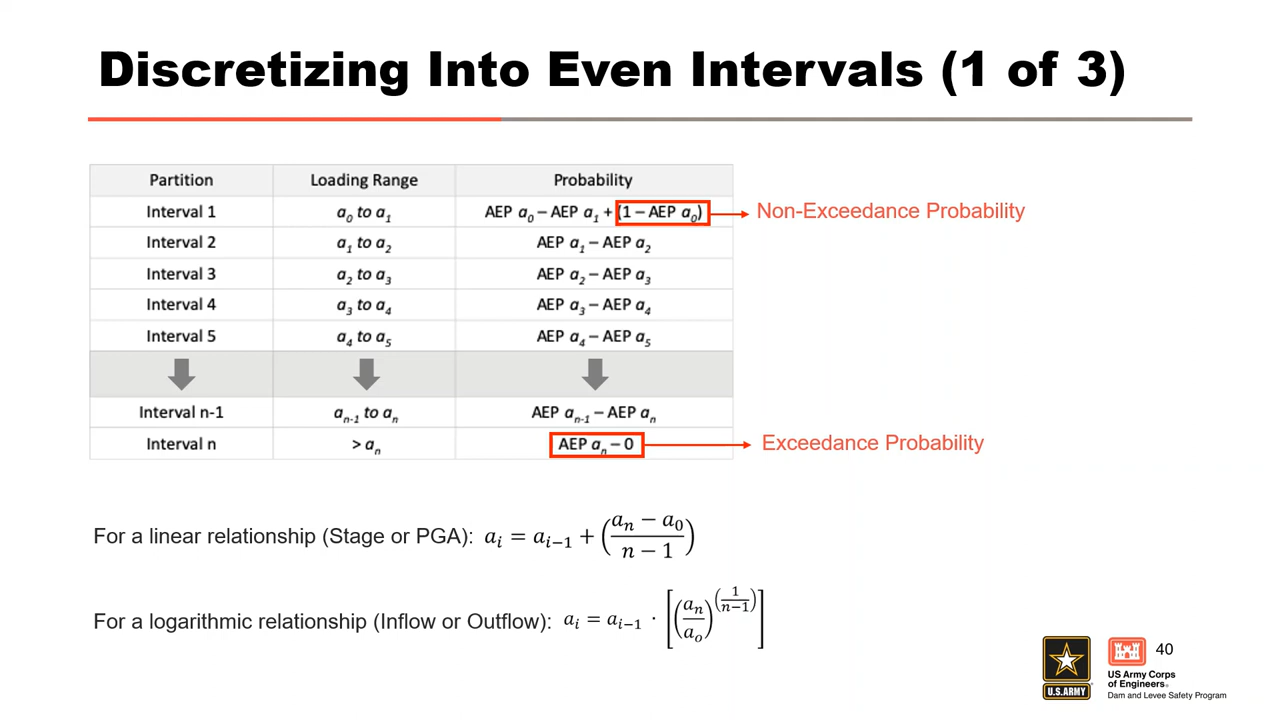 Discretizing Into Even Intervals (1 of 3)
Partition Loading Range Probability
Interval 1 a₀ to a₁ AEP a₀ – AEP a₁ + (1 – AEP a₀) Non-Exceedance Probability
Interval 2 a₁ to a₂ AEP a₁ – AEP a₂
Interval 3 a₂ to a₃ AEP a₂ – AEP a₃
Interval 4 a₃ to a₄ AEP a₃ – AEP a₄
Interval 5 a₄ to a₅ AEP a₄ – AEP a₅
Interval n-1 aₙ₋₁ to aₙ AEP aₙ₋₁ – AEP aₙ
Interval n > aₙ AEP aₙ – 0 Exceedance Probability
For a linear relationship (Stage or PGA): aᵢ = aᵢ₋₁ + ((aₙ − a₀)/(n − 1))
For a logarithmic relationship (Inflow or Outflow): aᵢ = aᵢ₋₁ · [(aₙ/aₒ)^(1/(n−1))]
40
U.S.ARMY
US Army Corps
of Engineers®
Dam and Levee Safety Program